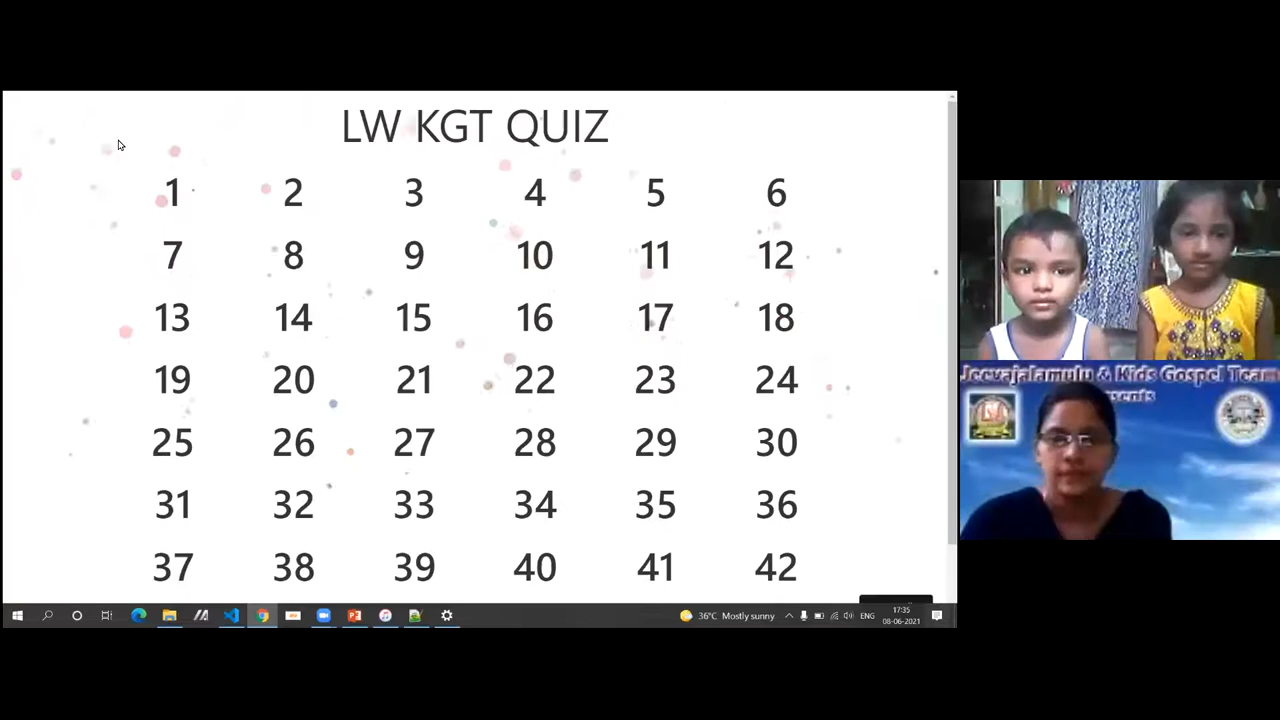 LW KGT QUIZ
1 2 3 4 5 6
7 8 9 10 11 12
13 14 15 16 17 18
19 20 21 22 23 24
25 26 27 28 29 30
31 32 33 34 35 36
37 38 39 40 41 42
36°C Mostly sunny
ENG
17:35
08-06-2021
Jeevajalamulu & Kids Gospel Team